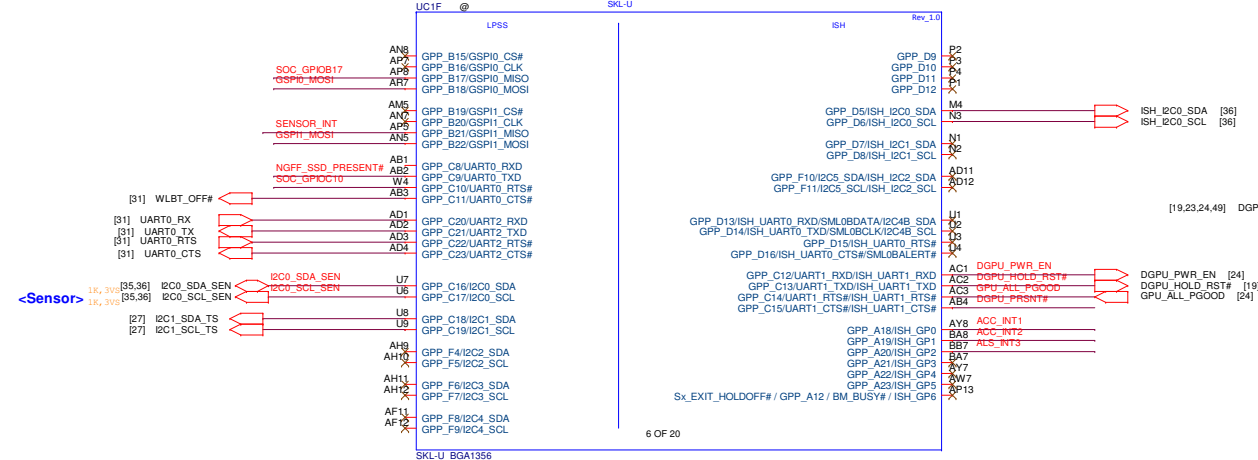 UC1F @
SKL-U
LPSS
ISH
Rev_1.0
AN8 GPP_B15/GSPI0_CS#
AP7 GPP_B16/GSPI0_CLK
SOC_GPIOB17 AP8 GPP_B17/GSPI0_MISO
GSPI0_MOSI AR7 GPP_B18/GSPI0_MOSI
AM5 GPP_B19/GSPI1_CS#
AN7 GPP_B20/GSPI1_CLK
SENSOR_INT AP5 GPP_B21/GSPI1_MISO
GSPI1_MOSI AN5 GPP_B22/GSPI1_MOSI
AB1 GPP_C8/UART0_RXD
NGFF_SSD_PRESENT# AB2 GPP_C9/UART0_TXD
SOC_GPIOC10 W4 GPP_C10/UART0_RTS#
[31] WLBT_OFF# AB3 GPP_C11/UART0_CTS#
[31] UART0_RX AD1 GPP_C20/UART2_RXD
[31] UART0_TX AD2 GPP_C21/UART2_TXD
[31] UART0_RTS AD3 GPP_C22/UART2_RTS#
[31] UART0_CTS AD4 GPP_C23/UART2_CTS#
<Sensor>
1K, 3VS [35,36] I2C0_SDA_SEN I2C0_SDA_SEN U7 GPP_C16/I2C0_SDA
1K, 3VS [35,36] I2C0_SCL_SEN I2C0_SCL_SEN U6 GPP_C17/I2C0_SCL
[27] I2C1_SDA_TS U8 GPP_C18/I2C1_SDA
[27] I2C1_SCL_TS U9 GPP_C19/I2C1_SCL
AH9 GPP_F4/I2C2_SDA
AH10 GPP_F5/I2C2_SCL
AH11 GPP_F6/I2C3_SDA
AH12 GPP_F7/I2C3_SCL
AF11 GPP_F8/I2C4_SDA
AF12 GPP_F9/I2C4_SCL
GPP_D9 P2
GPP_D10 P3
GPP_D11 P4
GPP_D12 P1
GPP_D5/ISH_I2C0_SDA M4 ISH_I2C0_SDA [36]
GPP_D6/ISH_I2C0_SCL N3 ISH_I2C0_SCL [36]
GPP_D7/ISH_I2C1_SDA N1
GPP_D8/ISH_I2C1_SCL N2
GPP_F10/I2C5_SDA/ISH_I2C2_SDA AD11
GPP_F11/I2C5_SCL/ISH_I2C2_SCL AD12
[19,23,24,49] DGP
GPP_D13/ISH_UART0_RXD/SML0BDATA/I2C4B_SDA U1
GPP_D14/ISH_UART0_TXD/SML0BCLK/I2C4B_SCL U2
GPP_D15/ISH_UART0_RTS# U3
GPP_D16/ISH_UART0_CTS#/SML0BALERT# U4
GPP_C12/UART1_RXD/ISH_UART1_RXD AC1 DGPU_PWR_EN DGPU_PWR_EN [24]
GPP_C13/UART1_TXD/ISH_UART1_TXD AC2 DGPU_HOLD_RST# DGPU_HOLD_RST# [19]
GPP_C14/UART1_RTS#/ISH_UART1_RTS# AC3 GPU_ALL_PGOOD GPU_ALL_PGOOD [24]
GPP_C15/UART1_CTS#/ISH_UART1_CTS# AB4 DGPU_PRSNT#
GPP_A18/ISH_GP0 AY8 ACC_INT1
GPP_A19/ISH_GP1 BA8 ACC_INT2
GPP_A20/ISH_GP2 BB7 ALS_INT3
GPP_A21/ISH_GP3 BA7
GPP_A22/ISH_GP4 AY7
GPP_A23/ISH_GP5 AW7
Sx_EXIT_HOLDOFF# / GPP_A12 / BM_BUSY# / ISH_GP6 AP13
6 OF 20
SKL-U_BGA1356